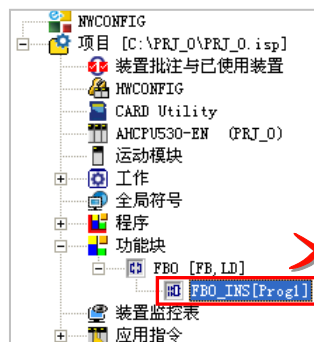 NWCONFIG
项目 [C:\PRJ_0\PRJ_0.isp]
装置批注与已使用装置
HWCONFIG
CARD Utility
AHCPU530-EN (PRJ_0)
运动模块
工作
全局符号
程序
功能块
FB0 [FB,LD]
FB0_INS[Prog1]
装置监控表
应用指令